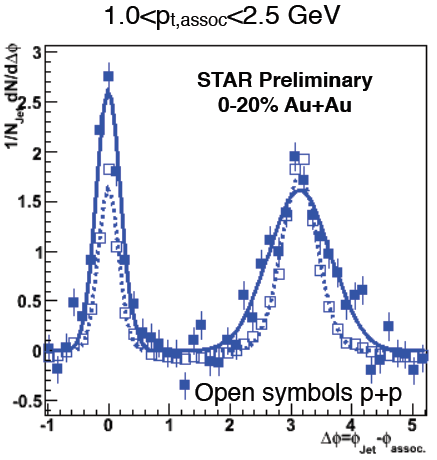 1.0<pt,assoc<2.5 GeV
1/NJet dN/dΔϕ
3
2.5
2
1.5
1
0.5
0
-0.5
STAR Preliminary
0-20% Au+Au
Open symbols p+p
-1 0 1 2 3 4 5
Δϕ=ϕJet -ϕassoc.